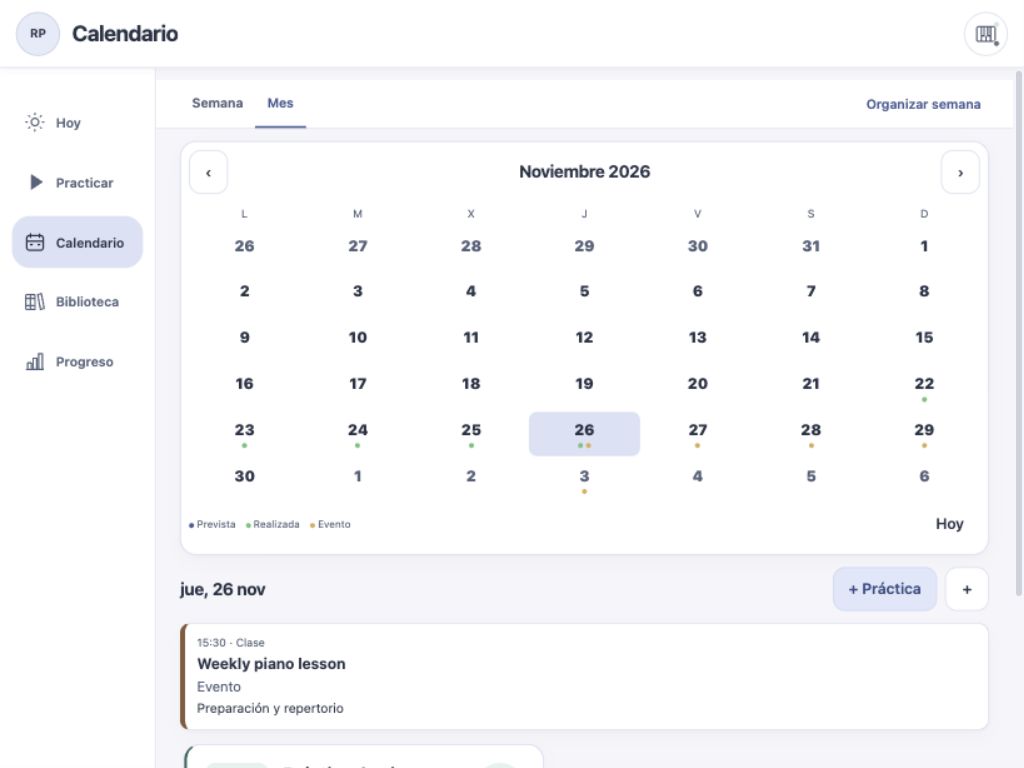 RP
Calendario
Semana
Mes
Organizar semana
Hoy
Practicar
Calendario
Biblioteca
Progreso
‹
Noviembre 2026
›
L M X J V S D
26 27 28 29 30 31 1
2 3 4 5 6 7 8
9 10 11 12 13 14 15
16 17 18 19 20 21 22
23 24 25 26 27 28 29
30 1 2 3 4 5 6
Prevista Realizada Evento
Hoy
jue, 26 nov
+ Práctica
+
15:30 · Clase
Weekly piano lesson
Evento
Preparación y repertorio